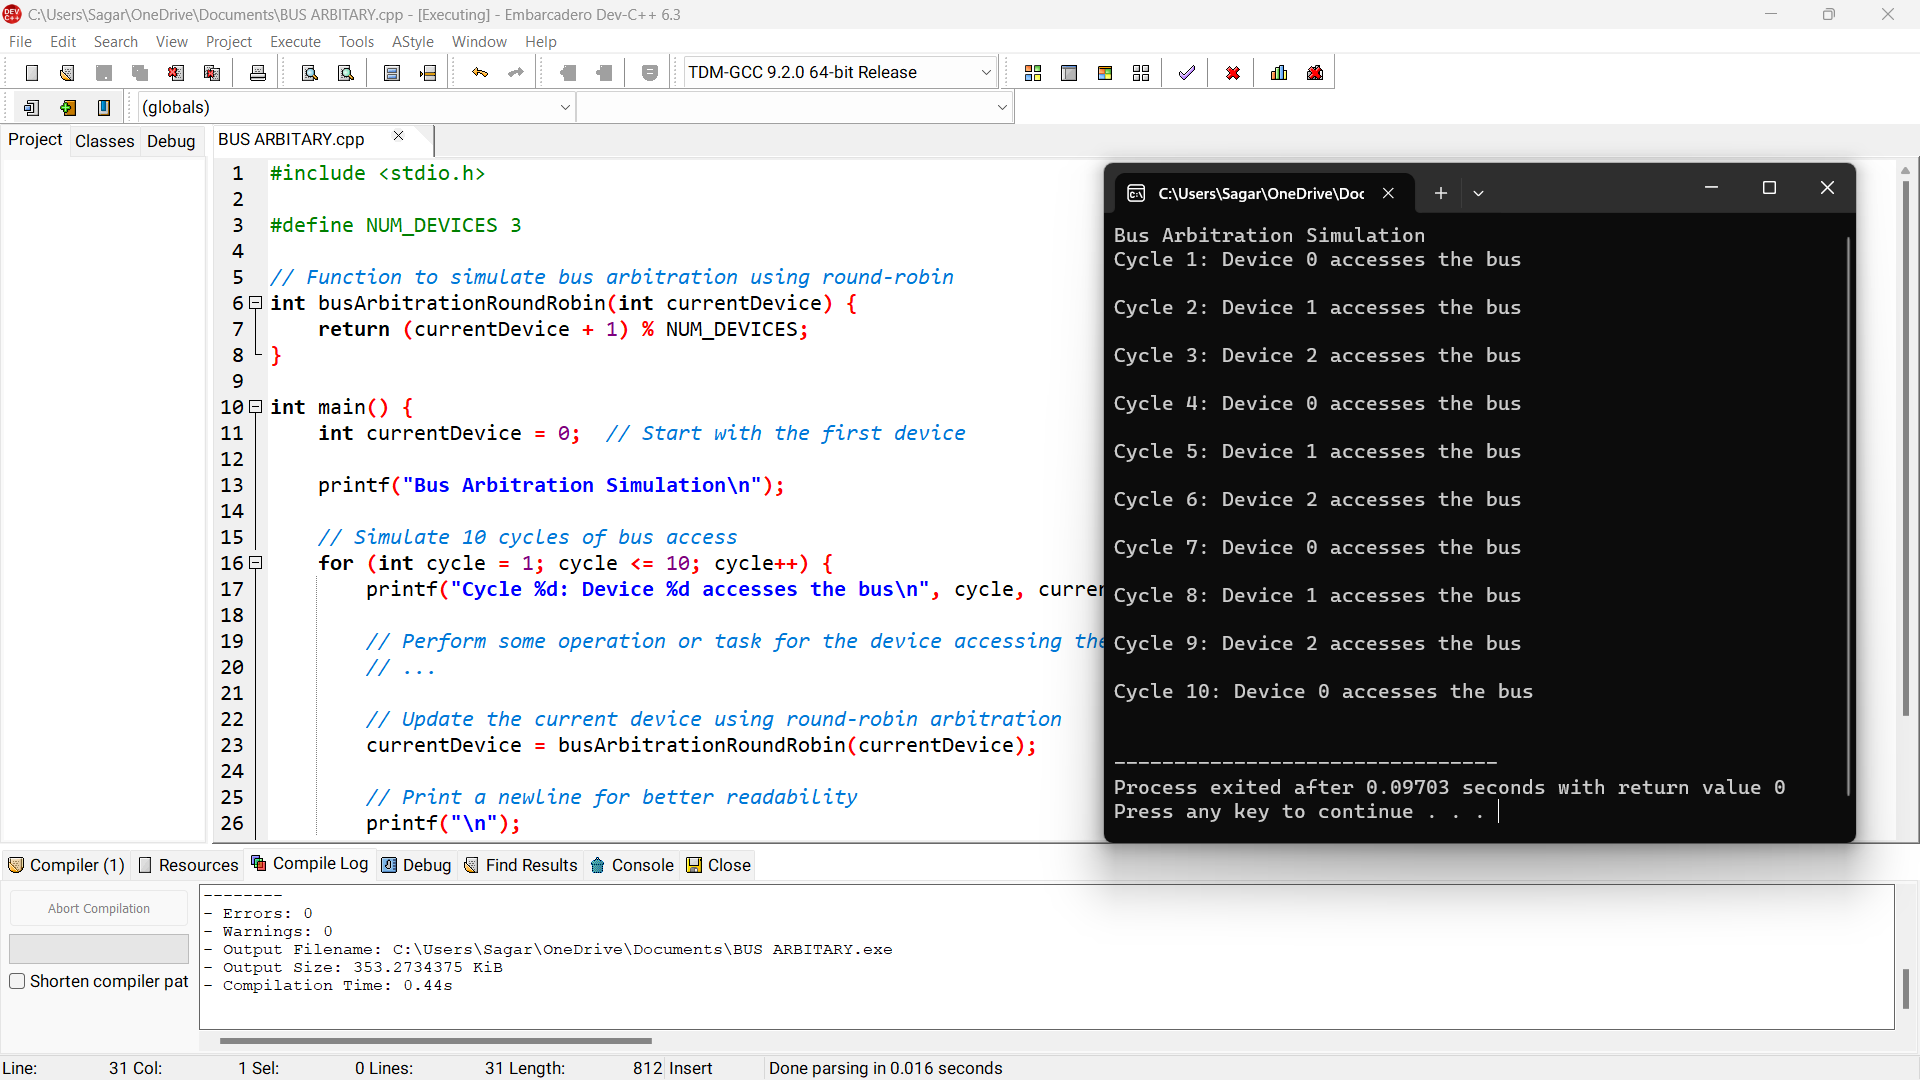 C:\Users\Sagar\OneDrive\Documents\BUS ARBITARY.cpp - [Executing] - Embarcadero Dev-C++ 6.3
File Edit Search View Project Execute Tools AStyle Window Help
TDM-GCC 9.2.0 64-bit Release
(globals)
Project Classes Debug
BUS ARBITARY.cpp
1 #include <stdio.h>
2
3 #define NUM_DEVICES 3
4
5 // Function to simulate bus arbitration using round-robin
6 int busArbitrationRoundRobin(int currentDevice) {
7 return (currentDevice + 1) % NUM_DEVICES;
8 }
9
10 int main() {
11 int currentDevice = 0; // Start with the first device
12
13 printf("Bus Arbitration Simulation\n");
14
15 // Simulate 10 cycles of bus access
16 for (int cycle = 1; cycle <= 10; cycle++) {
17 printf("Cycle %d: Device %d accesses the bus\n", cycle, currer
18
19 // Perform some operation or task for the device accessing the
20 // ...
21
22 // Update the current device using round-robin arbitration
23 currentDevice = busArbitrationRoundRobin(currentDevice);
24
25 // Print a newline for better readability
26 printf("\n");
C:\Users\Sagar\OneDrive\Doc
Bus Arbitration Simulation
Cycle 1: Device 0 accesses the bus
Cycle 2: Device 1 accesses the bus
Cycle 3: Device 2 accesses the bus
Cycle 4: Device 0 accesses the bus
Cycle 5: Device 1 accesses the bus
Cycle 6: Device 2 accesses the bus
Cycle 7: Device 0 accesses the bus
Cycle 8: Device 1 accesses the bus
Cycle 9: Device 2 accesses the bus
Cycle 10: Device 0 accesses the bus
--------------------------------
Process exited after 0.09703 seconds with return value 0
Press any key to continue . . .
Compiler (1) Resources Compile Log Debug Find Results Console Close
Abort Compilation
Shorten compiler pat
--------
- Errors: 0
- Warnings: 0
- Output Filename: C:\Users\Sagar\OneDrive\Documents\BUS ARBITARY.exe
- Output Size: 353.2734375 KiB
- Compilation Time: 0.44s
Line: 31 Col: 1 Sel: 0 Lines: 31 Length: 812 Insert Done parsing in 0.016 seconds